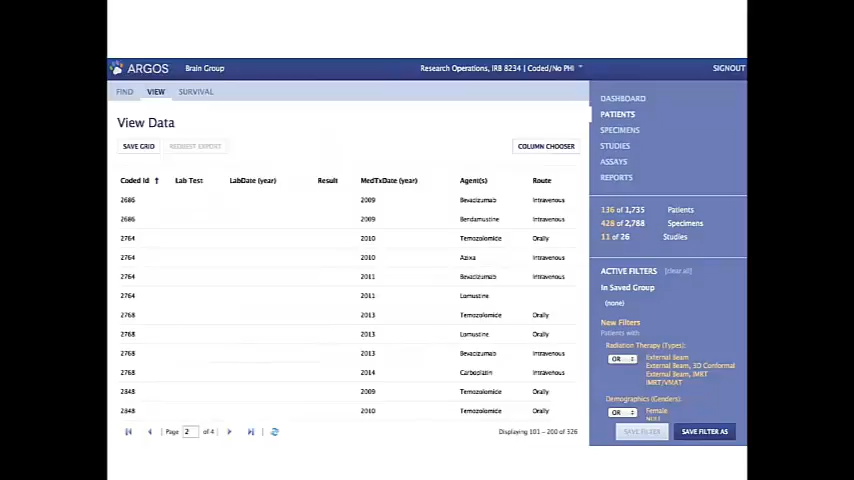 ARGOS Brain Group Research Operations, IRB 8234 | Coded/No PHI SIGNOUT
FIND VIEW SURVIVAL
View Data
SAVE GRID REQUEST EXPORT COLUMN CHOOSER
Coded Id ↑ Lab Test LabDate (year) Result MedTxDate (year) Agent(s) Route
2686 2009 Bevacizumab Intravenous
2686 2009 Bendamustine Intravenous
2764 2010 Temozolomide Orally
2764 2010 Azixa Intravenous
2764 2011 Bevacizumab Intravenous
2764 2011 Lomustine
2768 2013 Temozolomide Orally
2768 2013 Lomustine Orally
2768 2013 Bevacizumab Intravenous
2768 2014 Carboplatin Intravenous
2848 2009 Temozolomide Orally
2848 2010 Temozolomide Orally
Page 2 of 4 Displaying 101 - 200 of 326
DASHBOARD
PATIENTS
SPECIMENS
STUDIES
ASSAYS
REPORTS
136 of 1,735 Patients
428 of 2,788 Specimens
11 of 26 Studies
ACTIVE FILTERS [clear all]
In Saved Group
(none)
New Filters
Patients with:
Radiation Therapy (Types):
OR External Beam
External Beam, 3D Conformal
External Beam, IMRT
IMRT/VMAT
Demographics (Genders):
OR Female
NULL
SAVE FILTER SAVE FILTER AS